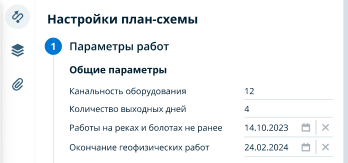 Настройки план-схемы
1 Параметры работ
Общие параметры
Канальность оборудования 12
Количество выходных дней 4
Работы на реках и болотах не ранее 14.10.2023
Окончание геофизических работ 24.02.2024